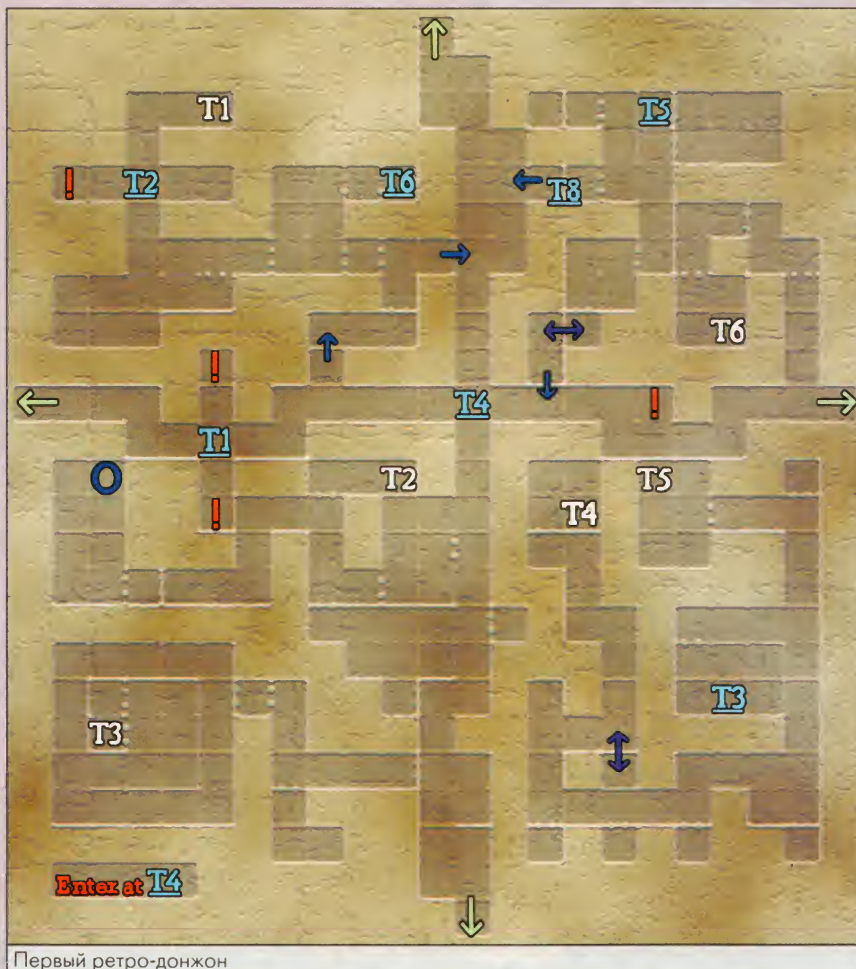 T1 T5
! T2 T6 T8
T6
!
T4 !
T1
O T2 T5
! T4
T3
T3
Enter at T4
Первый ретро-донжон